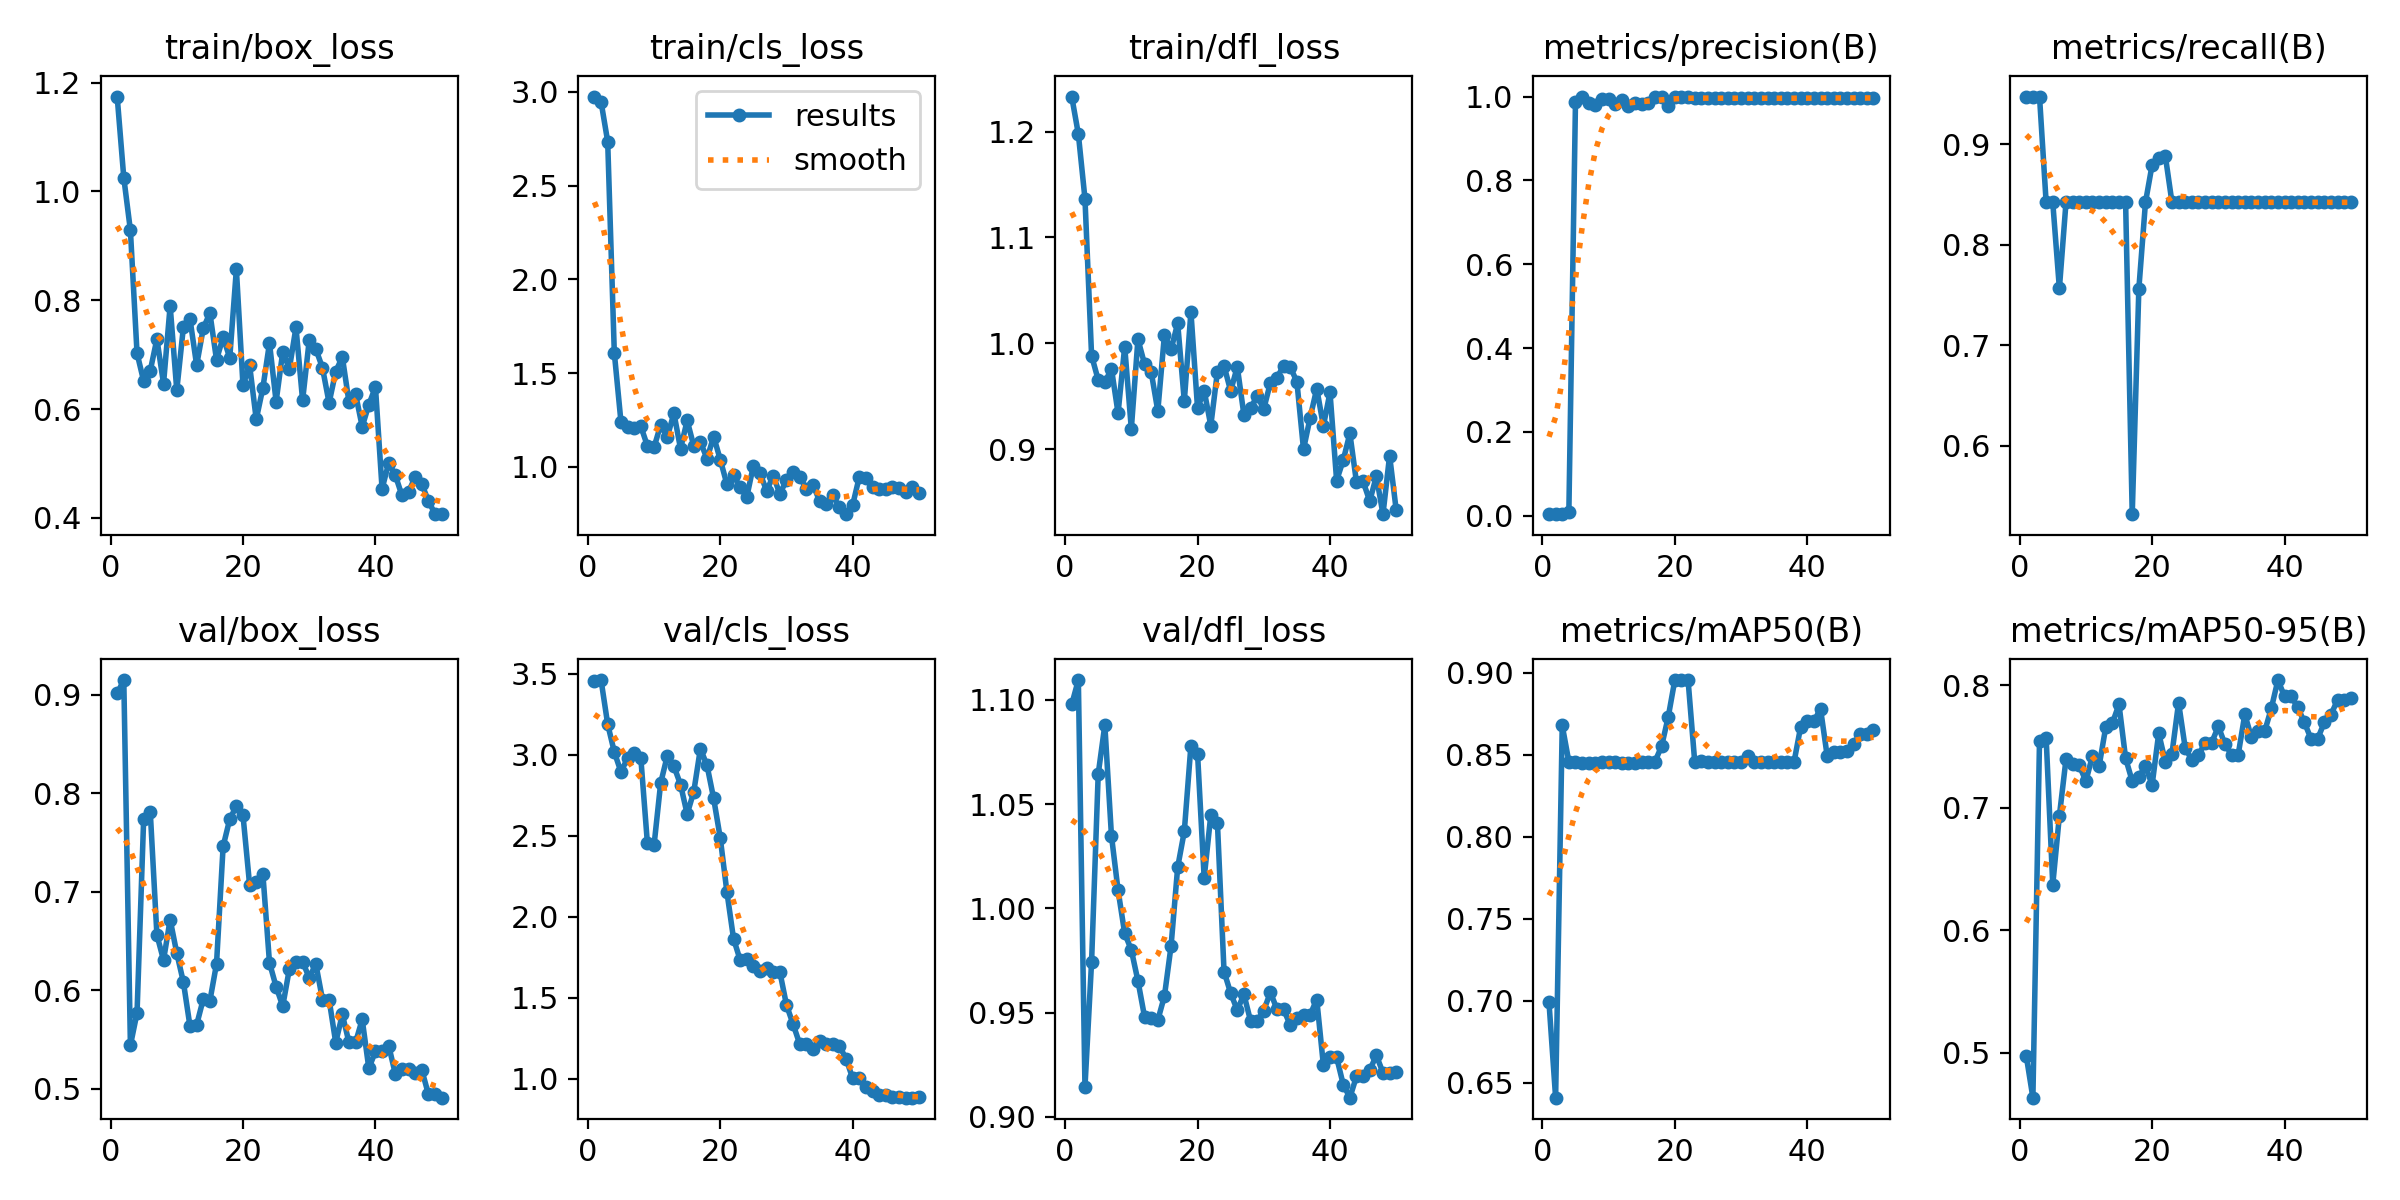 train/box_loss
1.2
1.0
0.8
0.6
0.4
0 20 40
train/cls_loss
results
smooth
3.0
2.5
2.0
1.5
1.0
0 20 40
train/dfl_loss
1.2
1.1
1.0
0.9
0 20 40
metrics/precision(B)
1.0
0.8
0.6
0.4
0.2
0.0
0 20 40
metrics/recall(B)
0.9
0.8
0.7
0.6
0 20 40
val/box_loss
0.9
0.8
0.7
0.6
0.5
0 20 40
val/cls_loss
3.5
3.0
2.5
2.0
1.5
1.0
0 20 40
val/dfl_loss
1.10
1.05
1.00
0.95
0.90
0 20 40
metrics/mAP50(B)
0.90
0.85
0.80
0.75
0.70
0.65
0 20 40
metrics/mAP50-95(B)
0.8
0.7
0.6
0.5
0 20 40